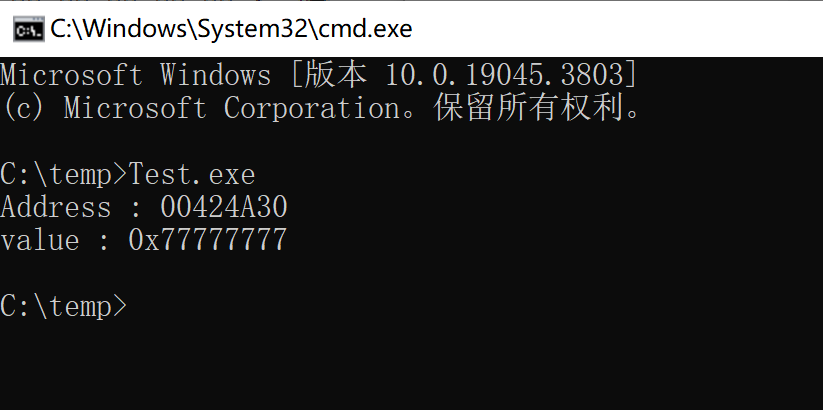 C:\Windows\System32\cmd.exe
Microsoft Windows [版本 10.0.19045.3803]
(c) Microsoft Corporation。保留所有权利。
C:\temp>Test.exe
Address : 00424A30
value : 0x77777777
C:\temp>